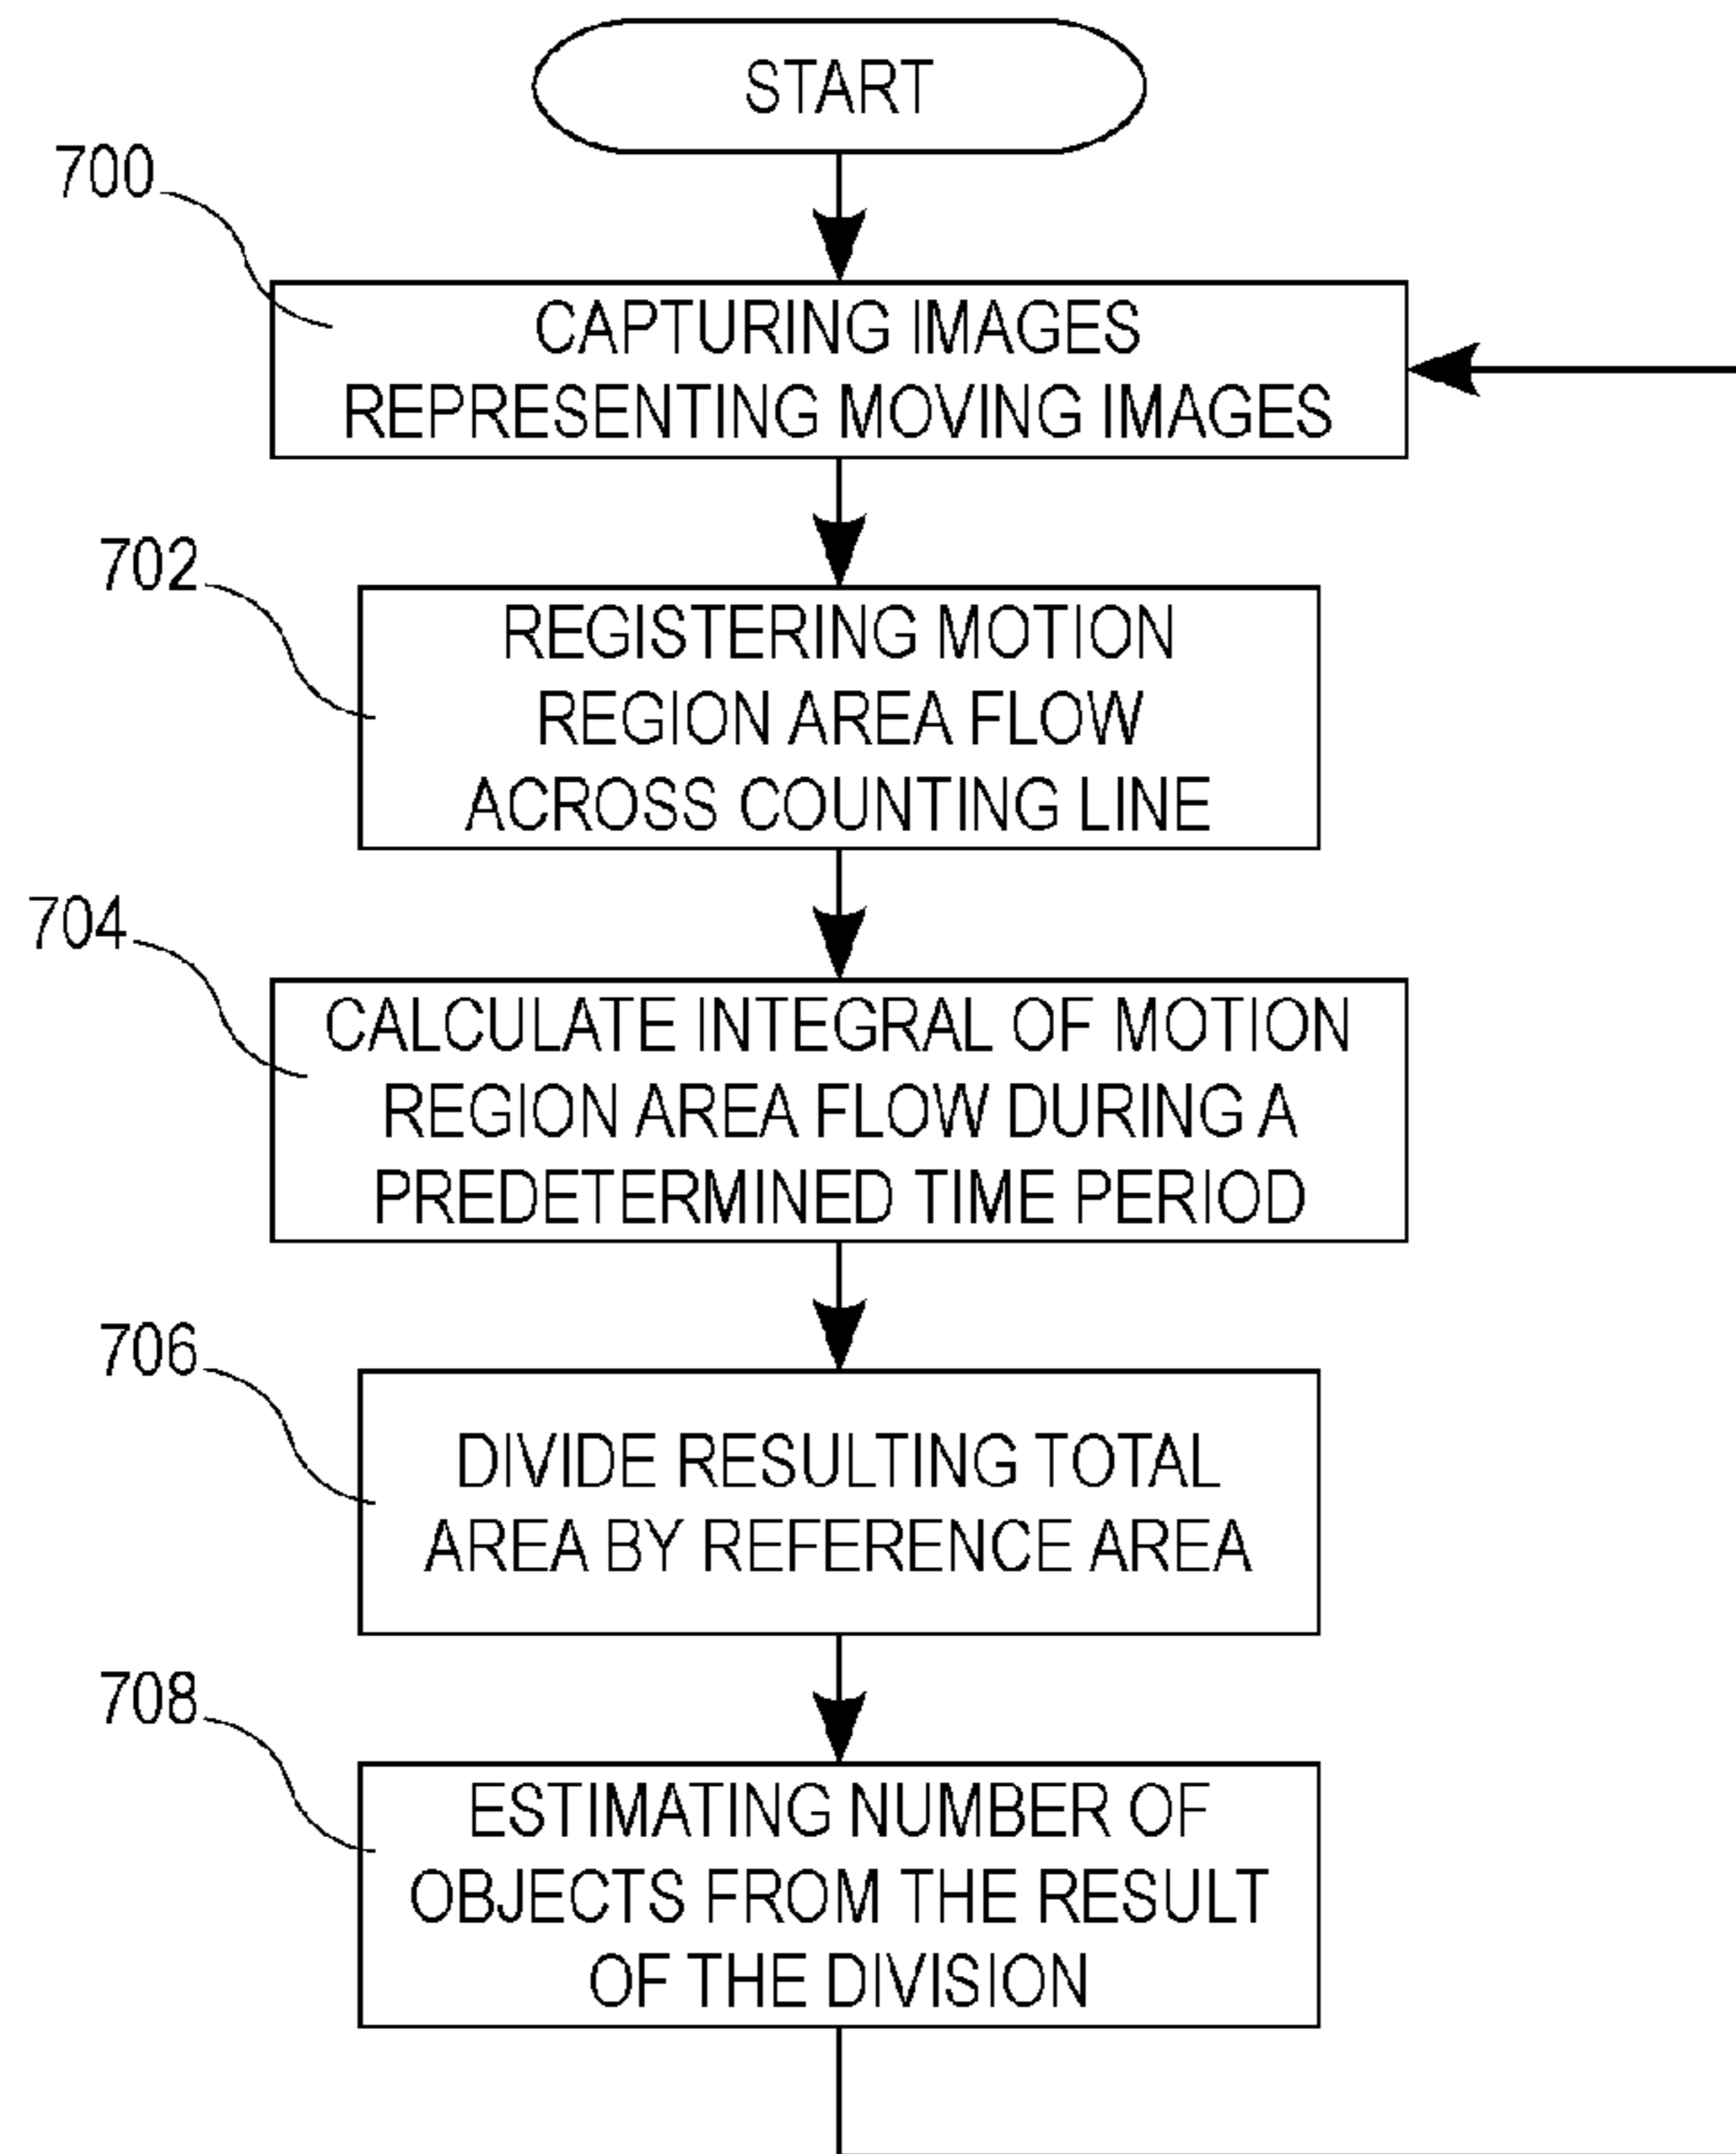 START
700
CAPTURING IMAGES
REPRESENTING MOVING IMAGES
702
REGISTERING MOTION
REGION AREA FLOW
ACROSS COUNTING LINE
704
CALCULATE INTEGRAL OF MOTION
REGION AREA FLOW DURING A
PREDETERMINED TIME PERIOD
706
DIVIDE RESULTING TOTAL
AREA BY REFERENCE AREA
708
ESTIMATING NUMBER OF
OBJECTS FROM THE RESULT
OF THE DIVISION